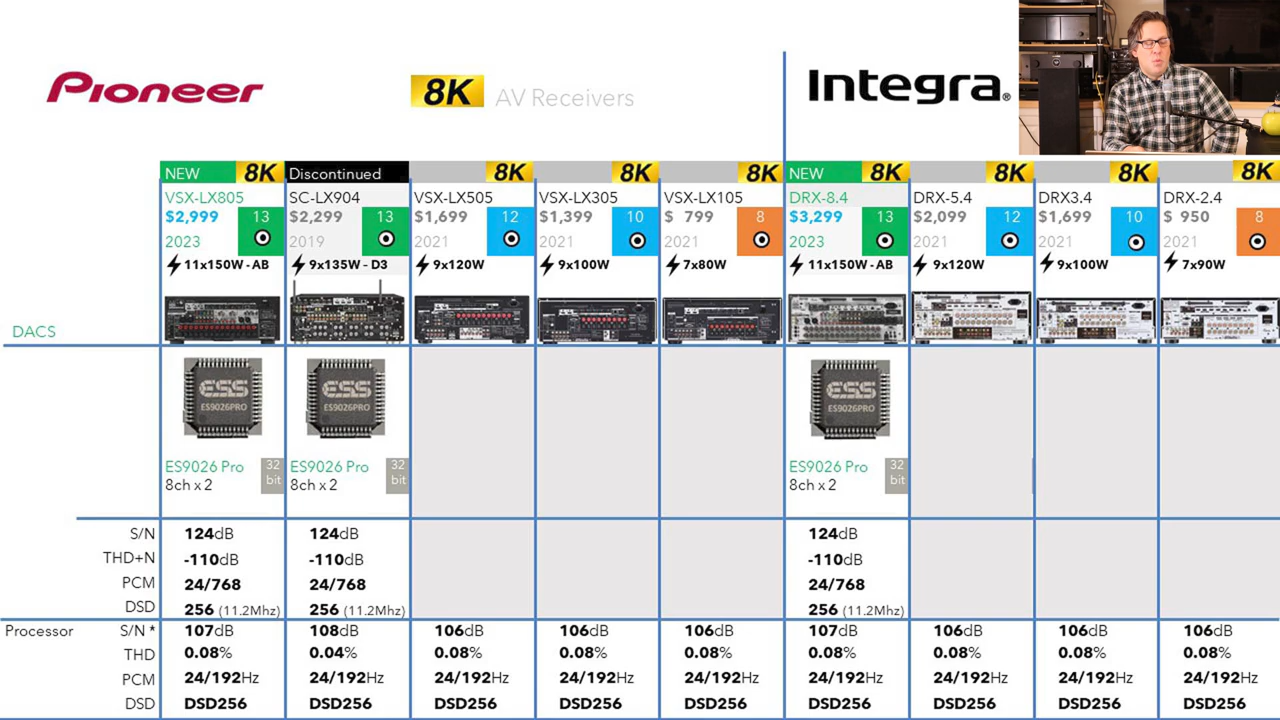 Pioneer
8K AV Receivers
Integra®
NEW 8K Discontinued 8K 8K 8K NEW 8K 8K 8K 8K
VSX-LX805 SC-LX904 VSX-LX505 VSX-LX305 VSX-LX105 DRX-8.4 DRX-5.4 DRX3.4 DRX-2.4
$2,999 13 $2,299 13 $1,699 12 $1,399 10 $ 799 8 $3,299 13 $2,099 12 $1,699 10 $ 950 8
2023 2019 2021 2021 2021 2023 2021 2021 2021
11x150W - AB 9x135W - D3 9x120W 9x100W 7x80W 11x150W - AB 9x120W 9x100W 7x90W
DACS
ESS ESS ESS
ES9026PRO ES9026PRO ES9026PRO
ES9026 Pro 32 ES9026 Pro 32 ES9026 Pro 32
8ch x 2 bit 8ch x 2 bit 8ch x 2 bit
S/N 124dB 124dB 124dB
THD+N -110dB -110dB -110dB
PCM 24/768 24/768 24/768
DSD 256 (11.2Mhz) 256 (11.2Mhz) 256 (11.2Mhz)
Processor S/N * 107dB 108dB 106dB 106dB 106dB 107dB 106dB 106dB 106dB
THD 0.08% 0.04% 0.08% 0.08% 0.08% 0.08% 0.08% 0.08% 0.08%
PCM 24/192Hz 24/192Hz 24/192Hz 24/192Hz 24/192Hz 24/192Hz 24/192Hz 24/192Hz 24/192Hz
DSD DSD256 DSD256 DSD256 DSD256 DSD256 DSD256 DSD256 DSD256 DSD256